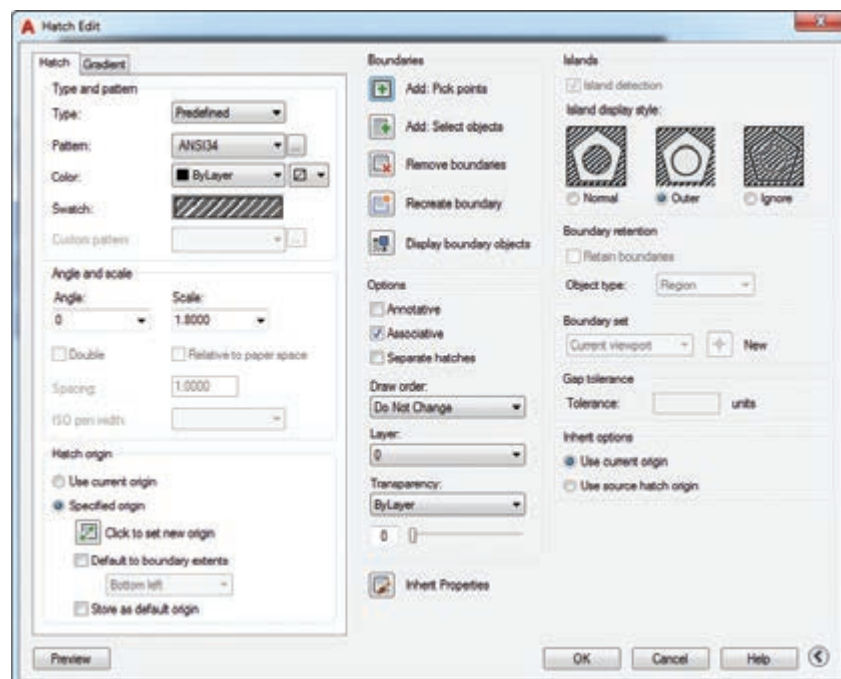 Hatch Edit
Hatch
Gradient
Type and pattern
Type:
Predefined
Pattern:
ANSI34
...
Color:
ByLayer
Swatch:
Custom pattern:
...
Angle and scale
Angle:
Scale:
0
1.8000
Double
Relative to paper space
Spacing:
1.0000
ISO pen width:
Hatch origin
Use current origin
Specified origin
Click to set new origin
Default to boundary extents
Bottom left
Store as default origin
Preview
Boundaries
Add: Pick points
Add: Select objects
Remove boundaries
Recreate boundary
Display boundary objects
Options
Annotative
Associative
Separate hatches
Draw order:
Do Not Change
Layer:
0
Transparency:
ByLayer
0
Inherit Properties
Islands
Island detection
Island display style:
Normal
Outer
Ignore
Boundary retention
Retain boundaries
Object type:
Region
Boundary set
Current viewport
New
Gap tolerance
Tolerance:
units
Inherit options
Use current origin
Use source hatch origin
OK
Cancel
Help